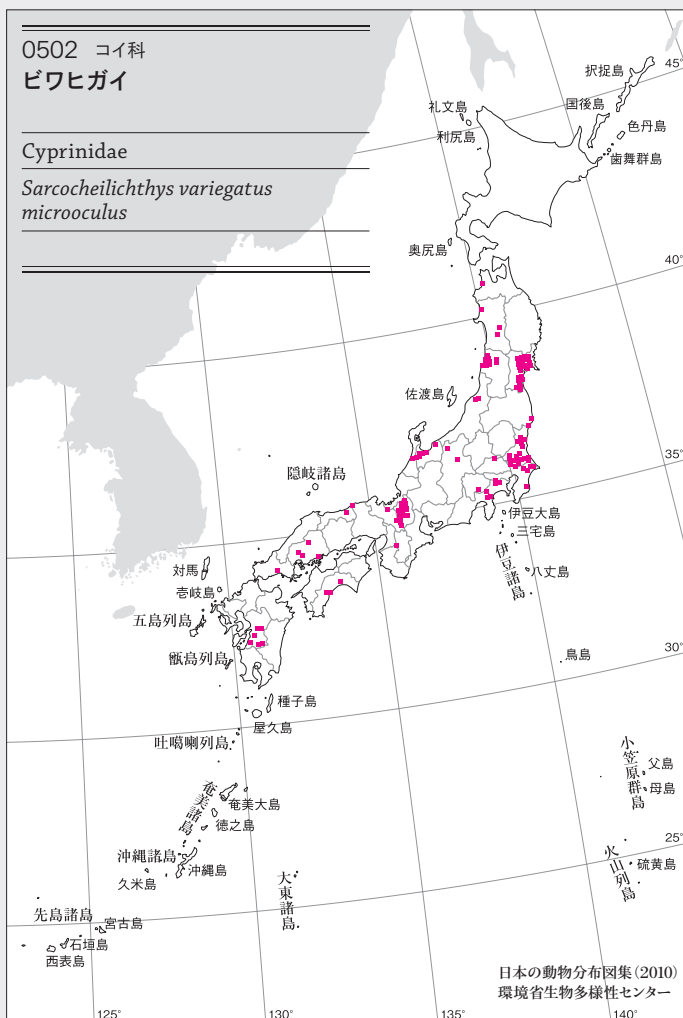 0502 コイ科
ビワヒガイ
Cyprinidae
Sarcocheilichthys variegatus
microoculus
45°
択捉島
国後島
礼文島
色丹島
利尻島
歯舞群島
奥尻島
40°
佐渡島
35°
隠岐諸島
伊豆大島
三宅島
伊豆諸島
八丈島
対馬
壱岐島
五島列島
甑島列島
30°
鳥島
種子島
屋久島
吐噶喇列島
小笠原群島
父島
母島
奄美諸島
奄美大島
徳之島
25°
沖縄諸島
沖縄島
久米島
火山列島
硫黄島
大東諸島
先島諸島
宮古島
石垣島
西表島
日本の動物分布図集(2010)
環境省生物多様性センター
125°
130°
135°
140°